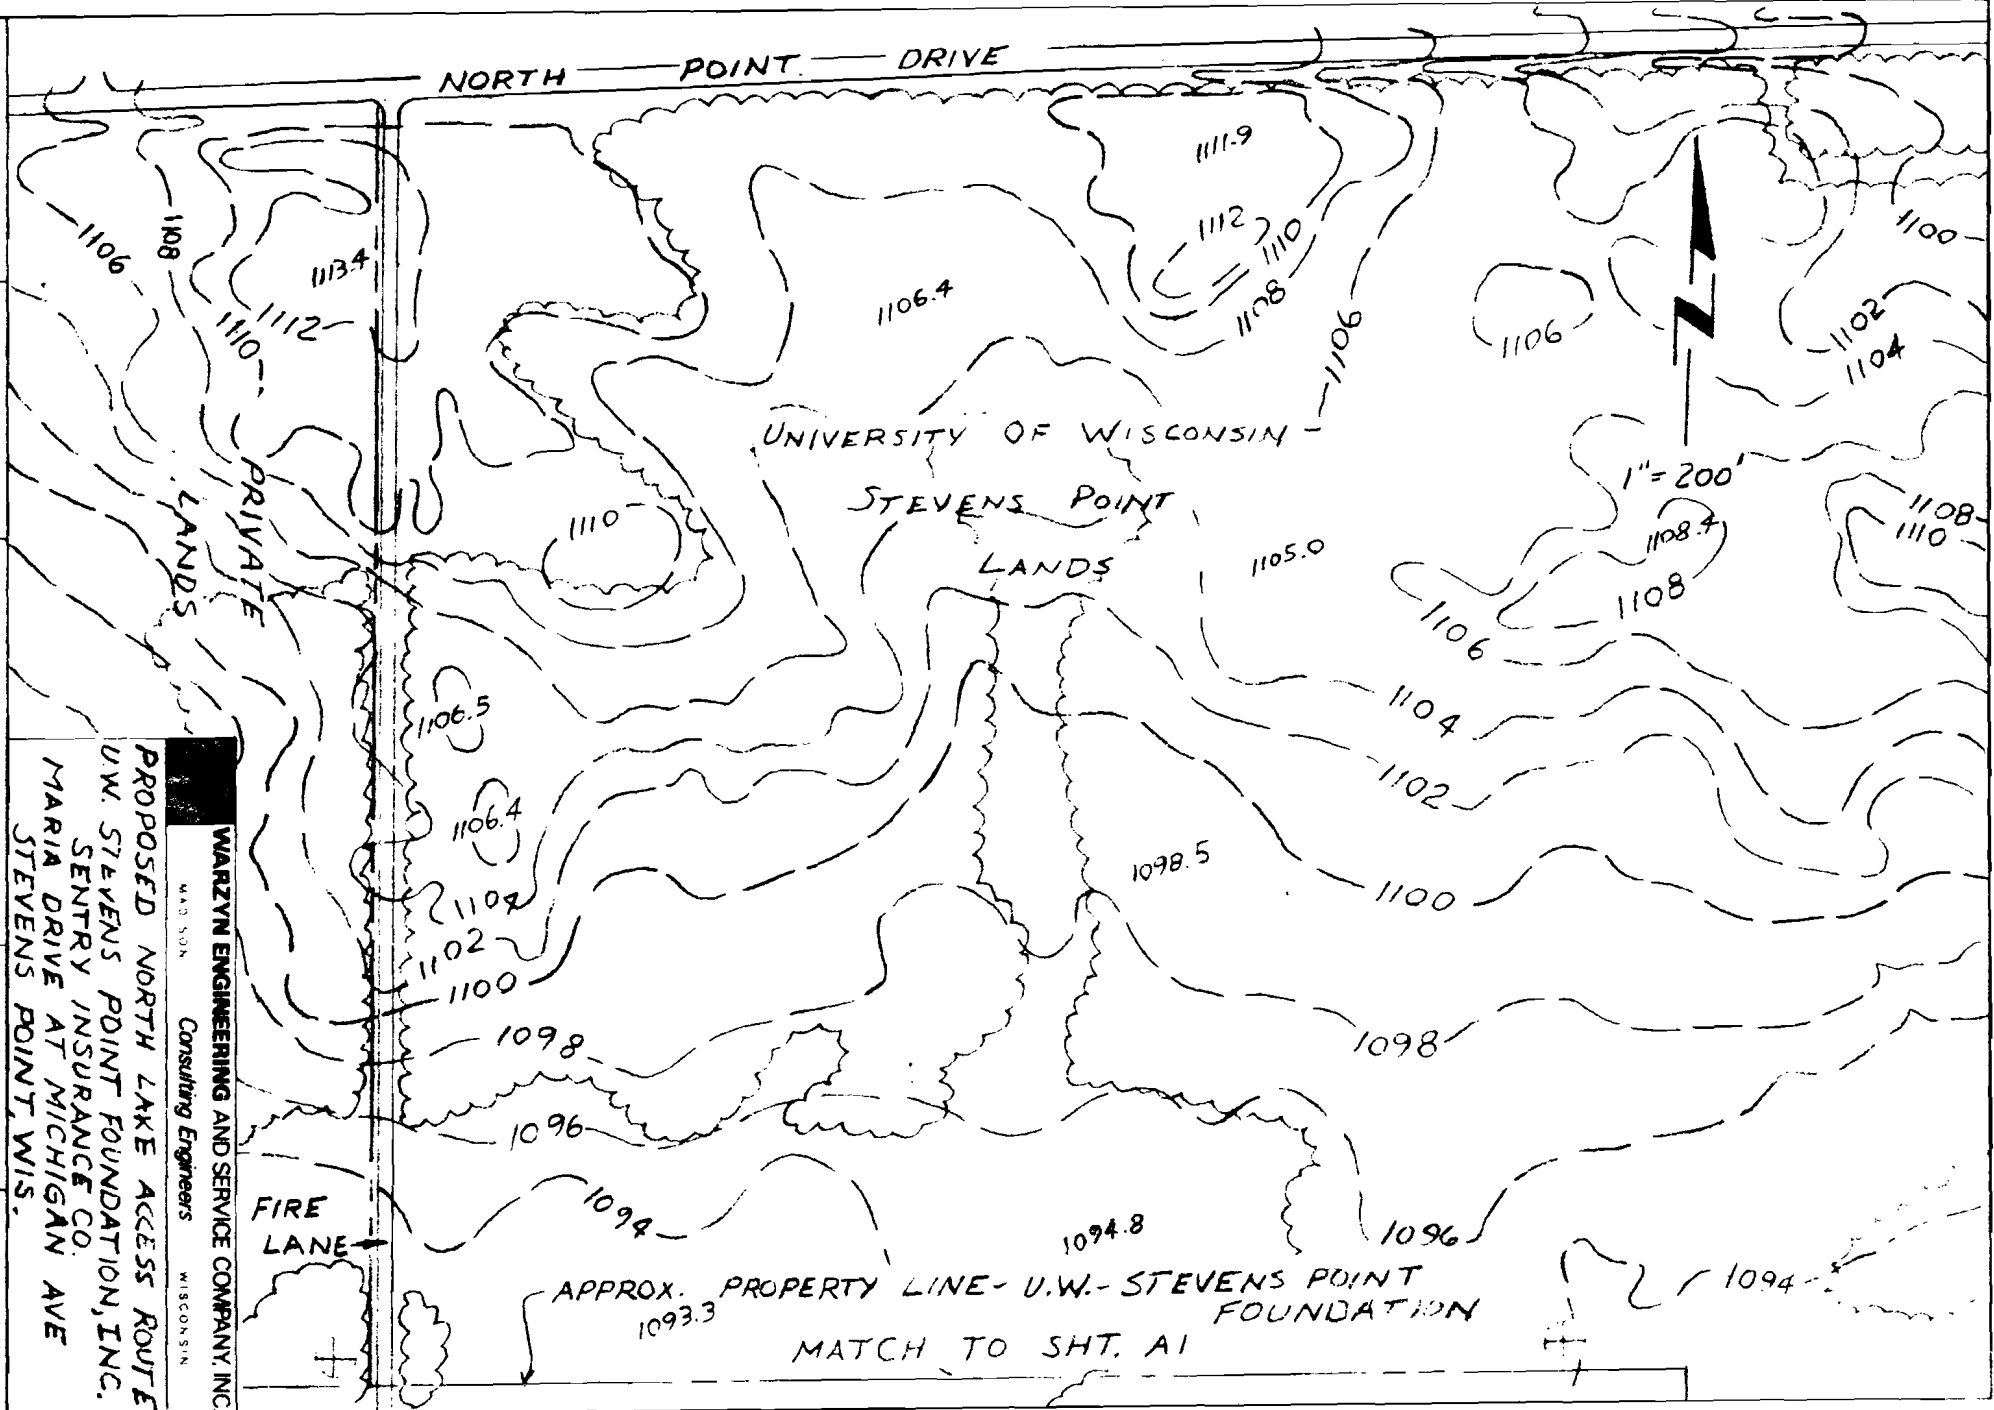 NORTH POINT DRIVE
1111.9
1112
1110
1108
1106
1100
1106
1108
1113.4
1110
1112
1106.4
1106
1102
1104
UNIVERSITY OF WISCONSIN -
STEVENS POINT
LANDS
1" = 200'
PRIVATE
LANDS
1110
1105.0
1108.4
1108
1108
1110
1106
1106.5
1104
1102
1106.4
1098.5
1100
1104
1102
1100
1098
1098
1096
1094
1094.8
1096
1094
FIRE
LANE
APPROX. PROPERTY LINE - U.W. - STEVENS POINT
FOUNDATION
1093.3
MATCH TO SHT. A1
WARZYN ENGINEERING AND SERVICE COMPANY, INC.
MADISON Consulting Engineers WISCONSIN
PROPOSED NORTH LAKE ACCESS ROUTE
U.W. STEVENS POINT FOUNDATION, INC.
SENTRY INSURANCE CO.
MARIA DRIVE AT MICHIGAN AVE
STEVENS POINT, WIS.